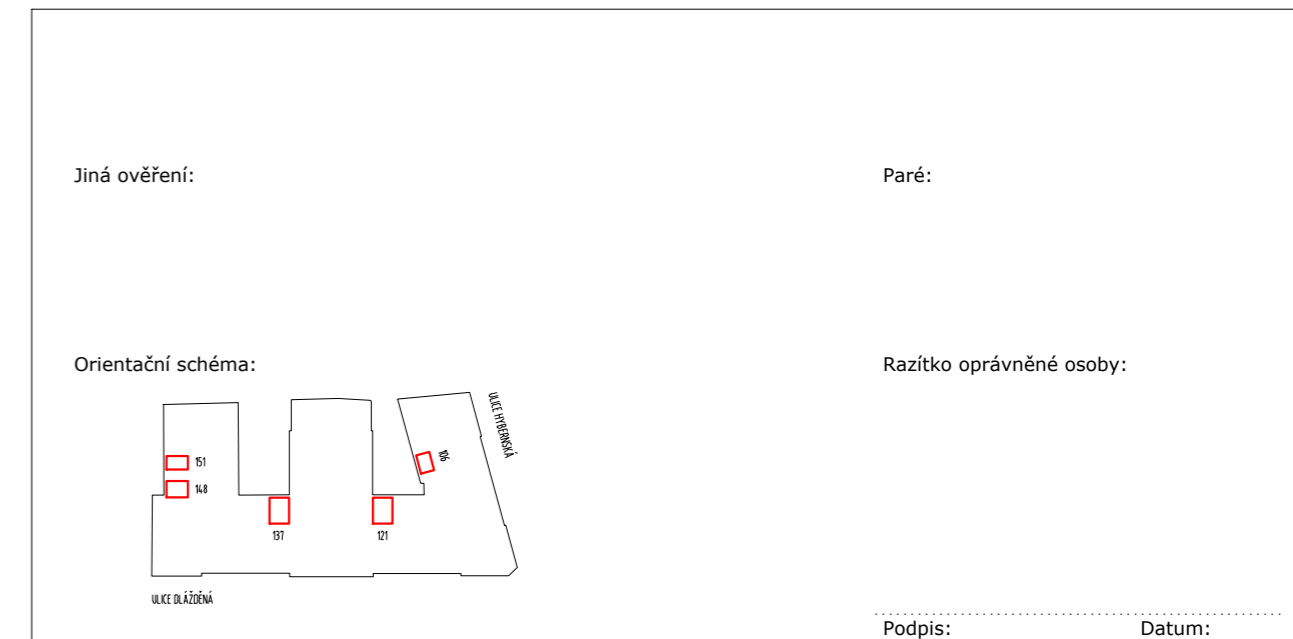 Jiná ověření:
Paré:
Orientační schéma:
Razítko oprávněné osoby:
ULICE HYBERNSKÁ
106
151
148
137
121
ULICE DLÁŽDĚNÁ
Podpis:
Datum: